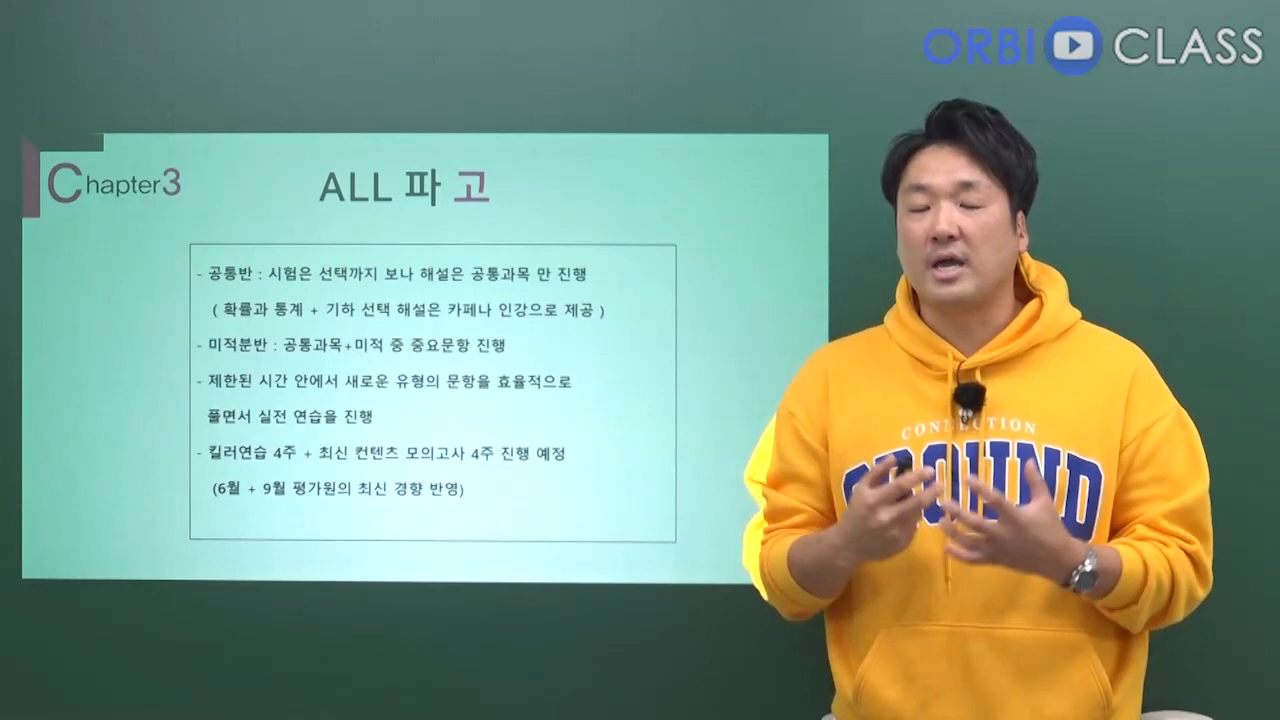 ORBI CLASS
Chapter3
ALL 파고
- 공통반 : 시험은 선택까지 보나 해설은 공통과목 만 진행
( 확률과 통계 + 기하 선택 해설은 카페나 인강으로 제공 )
- 미적분반 : 공통과목+미적 중 중요문항 진행
- 제한된 시간 안에서 새로운 유형의 문항을 효율적으로
풀면서 실전 연습을 진행
- 킬러연습 4주 + 최신 컨텐츠 모의고사 4주 진행 예정
(6월 + 9월 평가원의 최신 경향 반영)
CONNECTION
GROUND